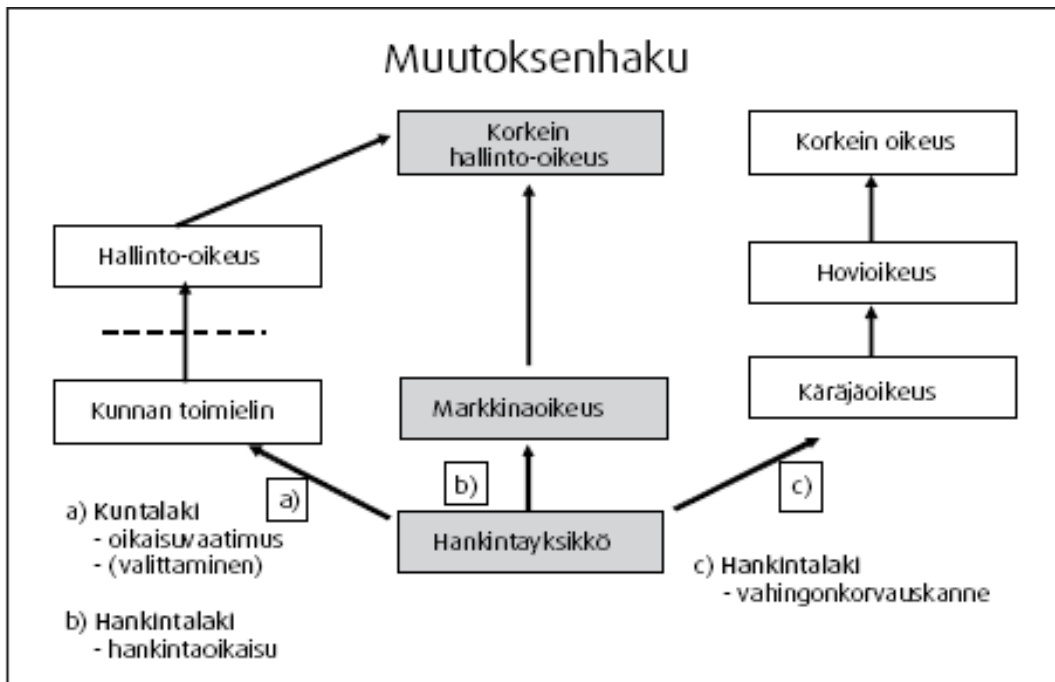 Muutoksenhaku
Korkein
hallinto-oikeus
Korkein oikeus
Hallinto-oikeus
Hovioikeus
Kunnan toimielin
Markkinaoikeus
Käräjäoikeus
a)
b)
c)
Hankintayksikkö
a) Kuntalaki
- oikaisuvaatimus
- (valittaminen)
b) Hankintalaki
- hankintaoikaisu
c) Hankintalaki
- vahingonkorvauskanne